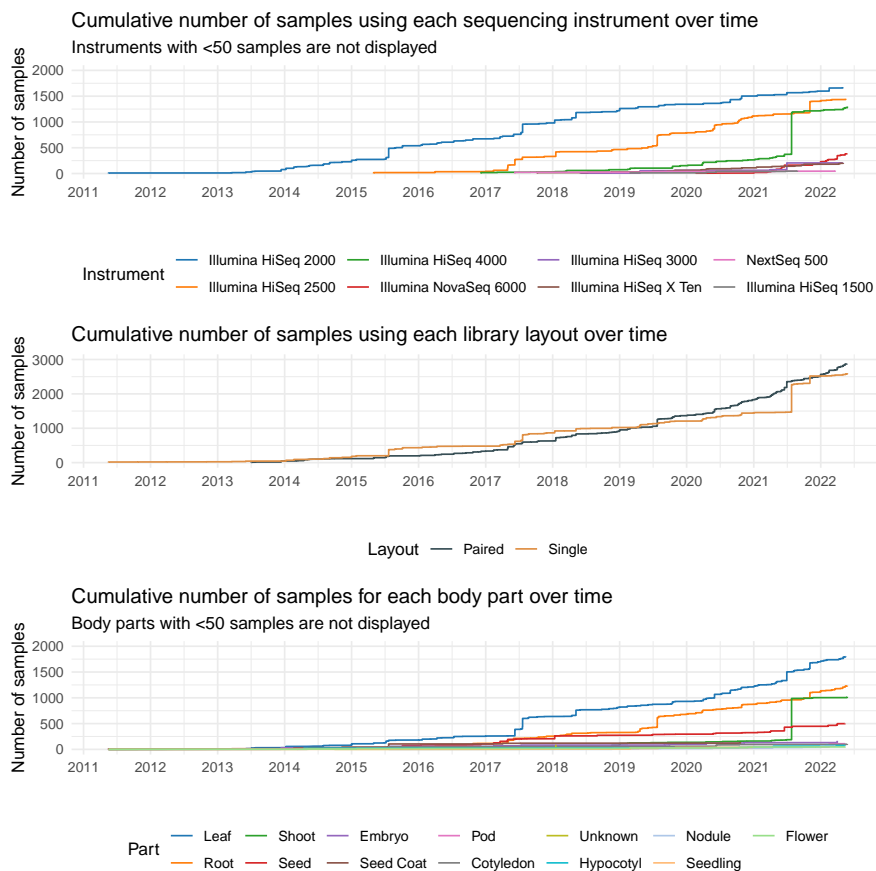 Cumulative number of samples using each sequencing instrument over time
Instruments with <50 samples are not displayed
Number of samples
2000
1500
1000
500
0
2011 2012 2013 2014 2015 2016 2017 2018 2019 2020 2021 2022
Instrument
Illumina HiSeq 2000 Illumina HiSeq 4000 Illumina HiSeq 3000 NextSeq 500
Illumina HiSeq 2500 Illumina NovaSeq 6000 Illumina HiSeq X Ten Illumina HiSeq 1500
Cumulative number of samples using each library layout over time
Number of samples
3000
2000
1000
0
2011 2012 2013 2014 2015 2016 2017 2018 2019 2020 2021 2022
Layout Paired Single
Cumulative number of samples for each body part over time
Body parts with <50 samples are not displayed
Number of samples
2000
1500
1000
500
0
2011 2012 2013 2014 2015 2016 2017 2018 2019 2020 2021 2022
Part
Leaf Shoot Embryo Pod Unknown Nodule Flower
Root Seed Seed Coat Cotyledon Hypocotyl Seedling